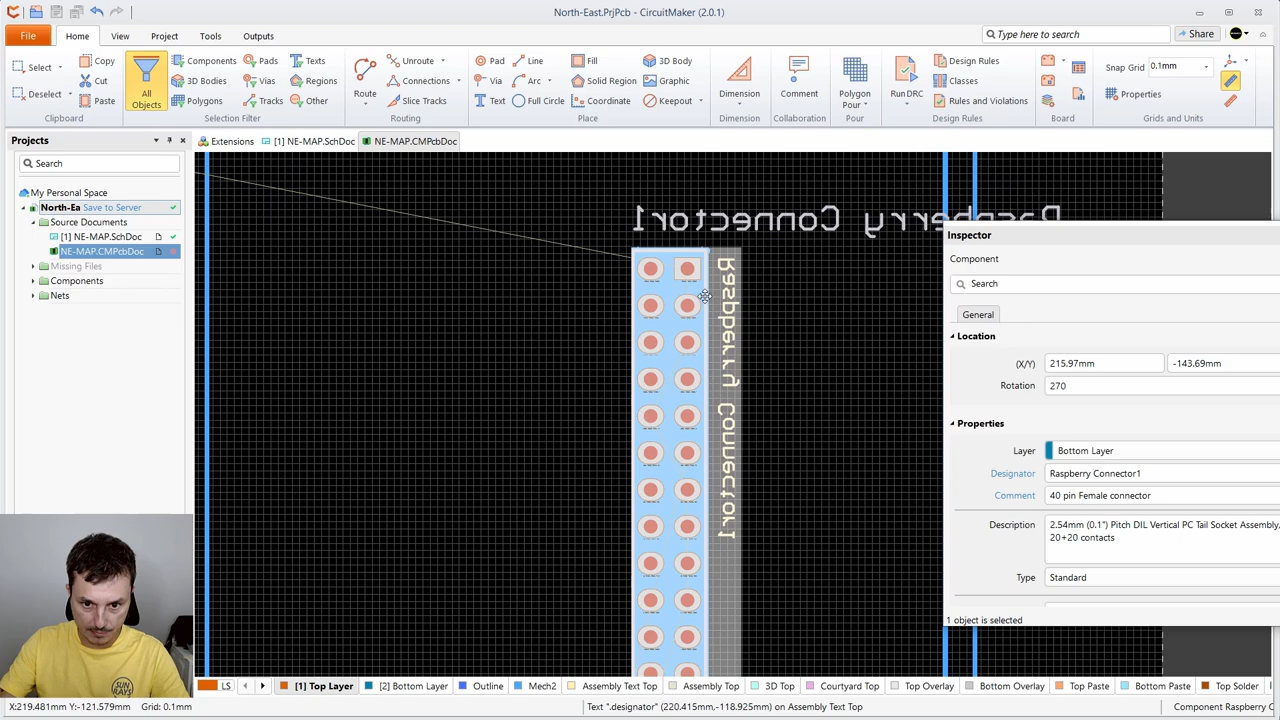 North-East.PrjPcb - CircuitMaker (2.0.1)
File
Home
View
Project
Tools
Outputs
Type here to search
Share
Select
Deselect
Copy
Cut
Paste
Clipboard
All
Objects
Components
3D Bodies
Polygons
Pads
Vias
Tracks
Texts
Regions
Other
Selection Filter
Route
Unroute
Connections
Slice Tracks
Routing
Pad
Via
Text
Line
Arc
Full Circle
Fill
Solid Region
Coordinate
3D Body
Graphic
Keepout
Place
Dimension
Dimension
Comment
Collaboration
Polygon
Pour
Pour
Run DRC
Design Rules
Classes
Rules and Violations
Design Rules
Board
Snap Grid
0.1mm
Properties
Grids and Units
Projects
Search
My Personal Space
North-Ea
Save to Server
Source Documents
[1] NE-MAP.SchDoc
NE-MAP.CMPcbDoc
Missing Files
Components
Nets
Extensions
[1] NE-MAP.SchDoc
NE-MAP.CMPcbDoc
Raspberry Connector1
Raspberry Connector1
Inspector
Component
Search
General
Location
(X/Y)
215.97mm
-143.69mm
Rotation
270
Properties
Layer
Bottom Layer
Designator
Raspberry Connector1
Comment
40 pin Female connector
Description
2.54mm (0.1") Pitch DIL Vertical PC Tail Socket Assembly,
20+20 contacts
Type
Standard
1 object is selected
SUN
RAYS
LS
[1] Top Layer
[2] Bottom Layer
Outline
Mech2
Assembly Text Top
Assembly Top
3D Top
Courtyard Top
Top Overlay
Bottom Overlay
Top Paste
Bottom Paste
Top Solder
X:219.481mm Y:-121.579mm
Grid: 0.1mm
Text ".designator" (220.415mm,-118.925mm) on Assembly Text Top
Component Raspberry C